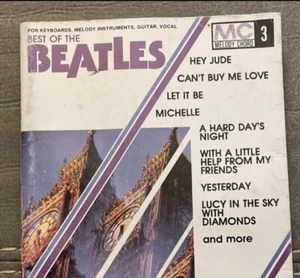 FOR KEYBOARDS, MELODY INSTRUMENTS, GUITAR, VOCAL
BEST OF THE
BEATLES
MC
MELODY CHORD
3
HEY JUDE
CAN'T BUY ME LOVE
LET IT BE
MICHELLE
A HARD DAY'S
NIGHT
WITH A LITTLE
HELP FROM MY
FRIENDS
YESTERDAY
LUCY IN THE SKY
WITH
DIAMONDS
and more